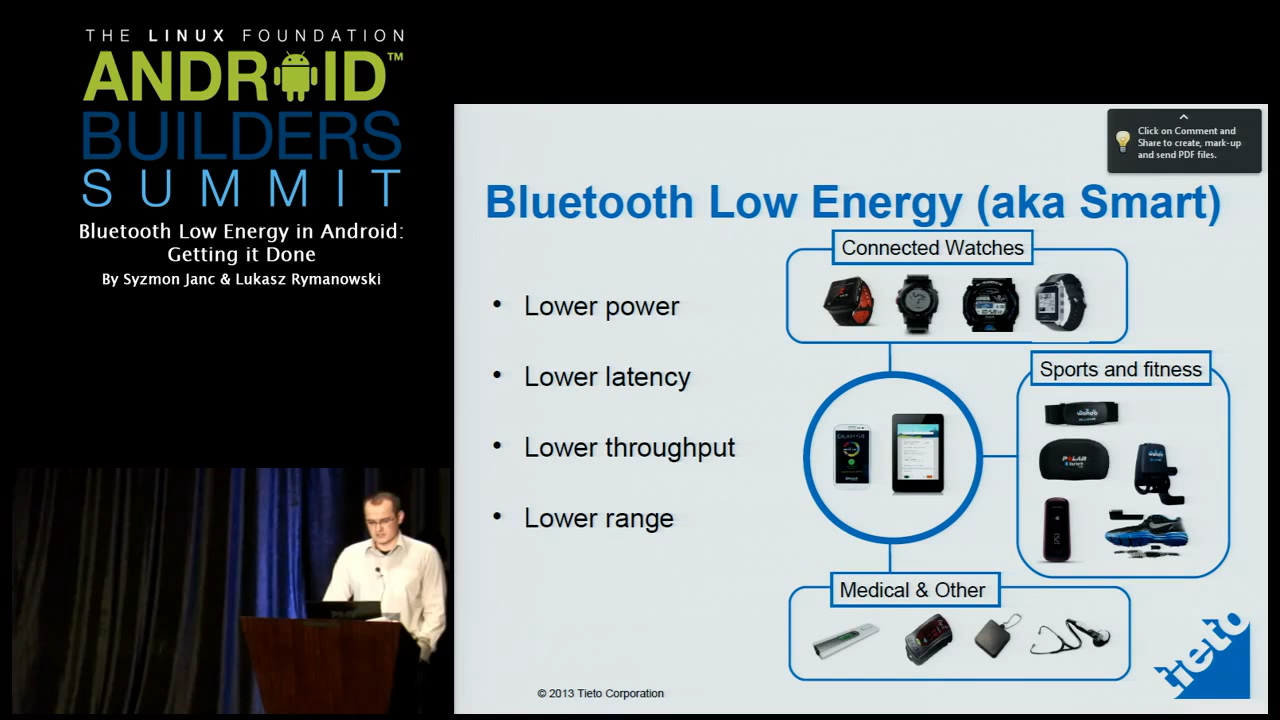 THE LINUX FOUNDATION
ANDROID™
BUILDERS
SUMMIT
Bluetooth Low Energy in Android:
Getting it Done
By Syzmon Janc & Lukasz Rymanowski
Click on Comment and
Share to create, mark-up
and send PDF files.
Bluetooth Low Energy (aka Smart)
Connected Watches
• Lower power
• Lower latency
• Lower throughput
• Lower range
Sports and fitness
POLAR
Medical & Other
tieto
© 2013 Tieto Corporation